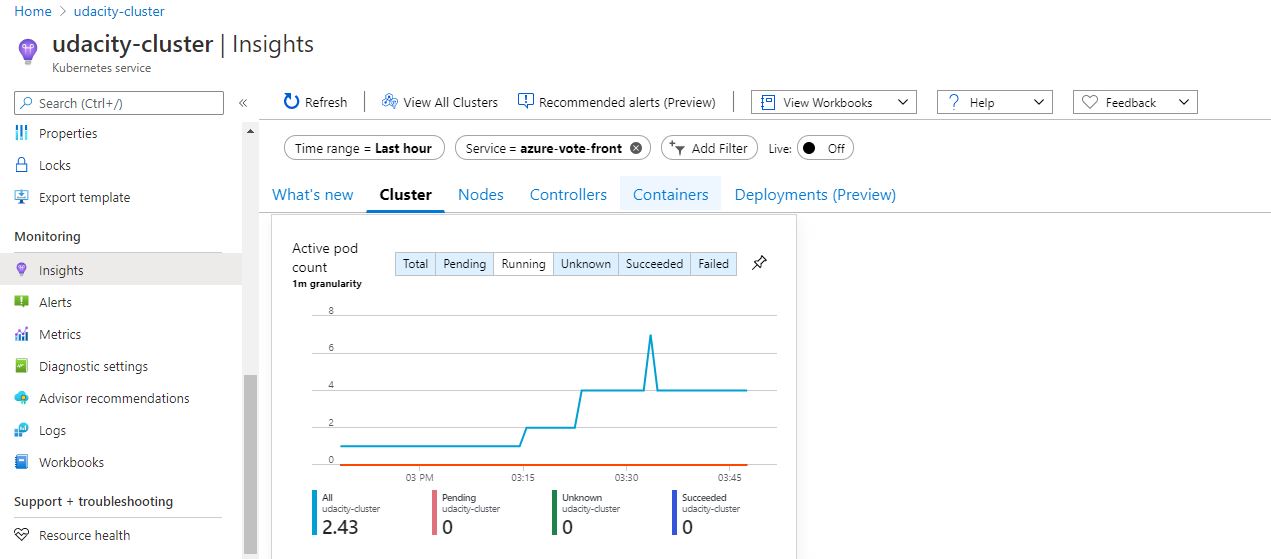 Home > udacity-cluster
udacity-cluster | Insights
Kubernetes service
Search (Ctrl+/)
«
Properties
Locks
Export template
Monitoring
Insights
Alerts
Metrics
Diagnostic settings
Advisor recommendations
Logs
Workbooks
Support + troubleshooting
Resource health
Refresh
View All Clusters
Recommended alerts (Preview)
View Workbooks
Help
Feedback
Time range = Last hour
Service = azure-vote-front
Add Filter
Live: Off
What's new Cluster Nodes Controllers Containers Deployments (Preview)
Active pod
count
1m granularity
Total Pending Running Unknown Succeeded Failed
8
6
4
2
0
03 PM 03:15 03:30 03:45
All
udacity-cluster
2.43
Pending
udacity-cluster
0
Unknown
udacity-cluster
0
Succeeded
udacity-cluster
0